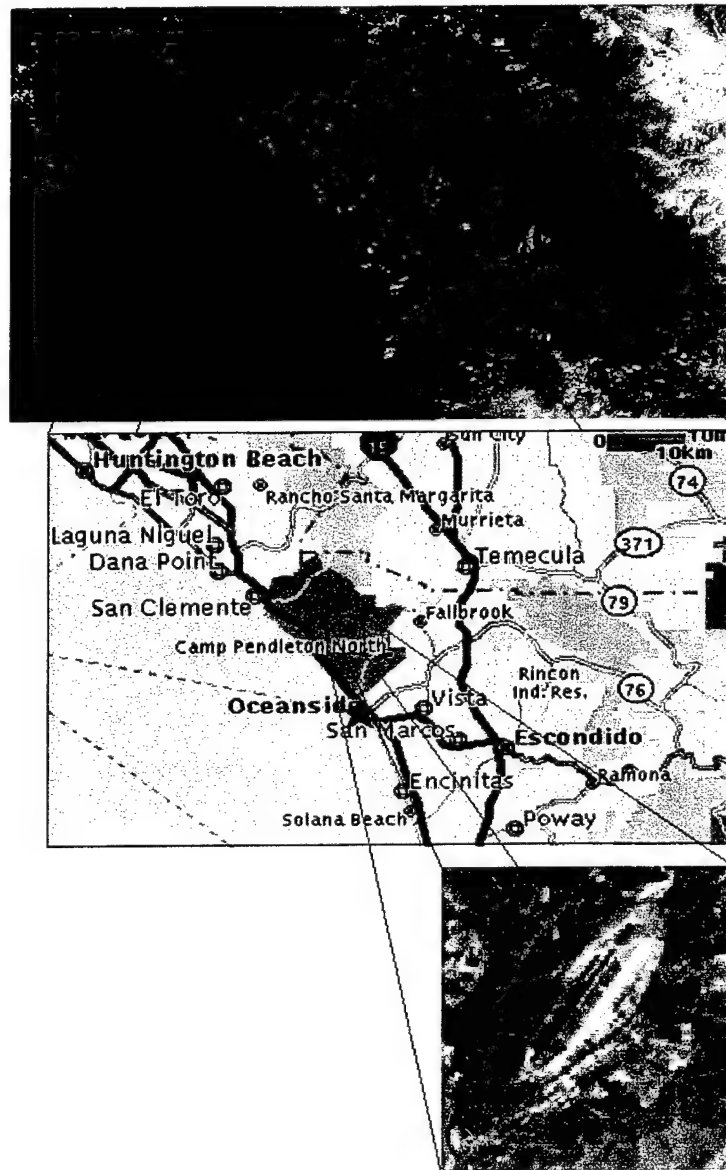 15
Sun City
0 10m
10km
Huntington Beach
74
El Toro
Rancho Santa Margarita
Murrieta
Laguna Niguel
371
Dana Point
Temecula
79
San Clemente
Fallbrook
Camp Pendleton North
Rincon
Ind. Res.
76
Oceanside
Vista
San Marcos
Escondido
Encinitas
Ramona
Solana Beach
Poway